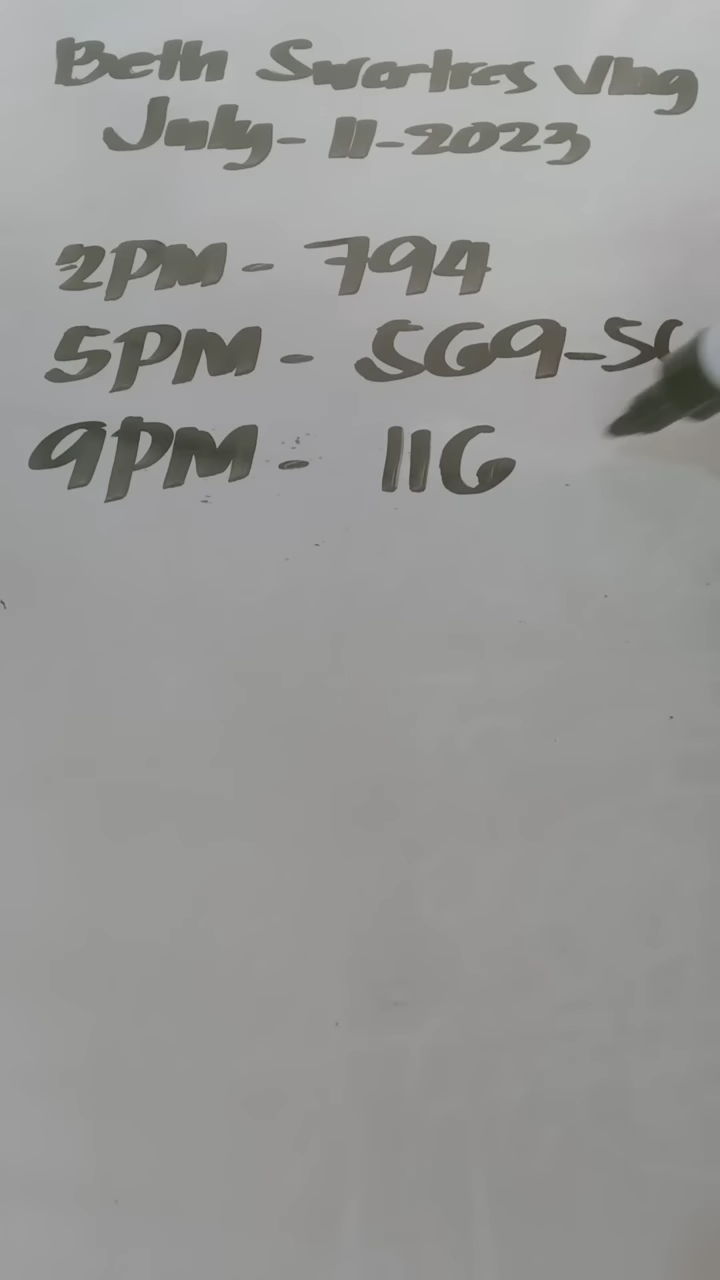 Beth Swertres Vlog
July-11-2023
2PM - 794
5PM - 569-5
9PM - 116